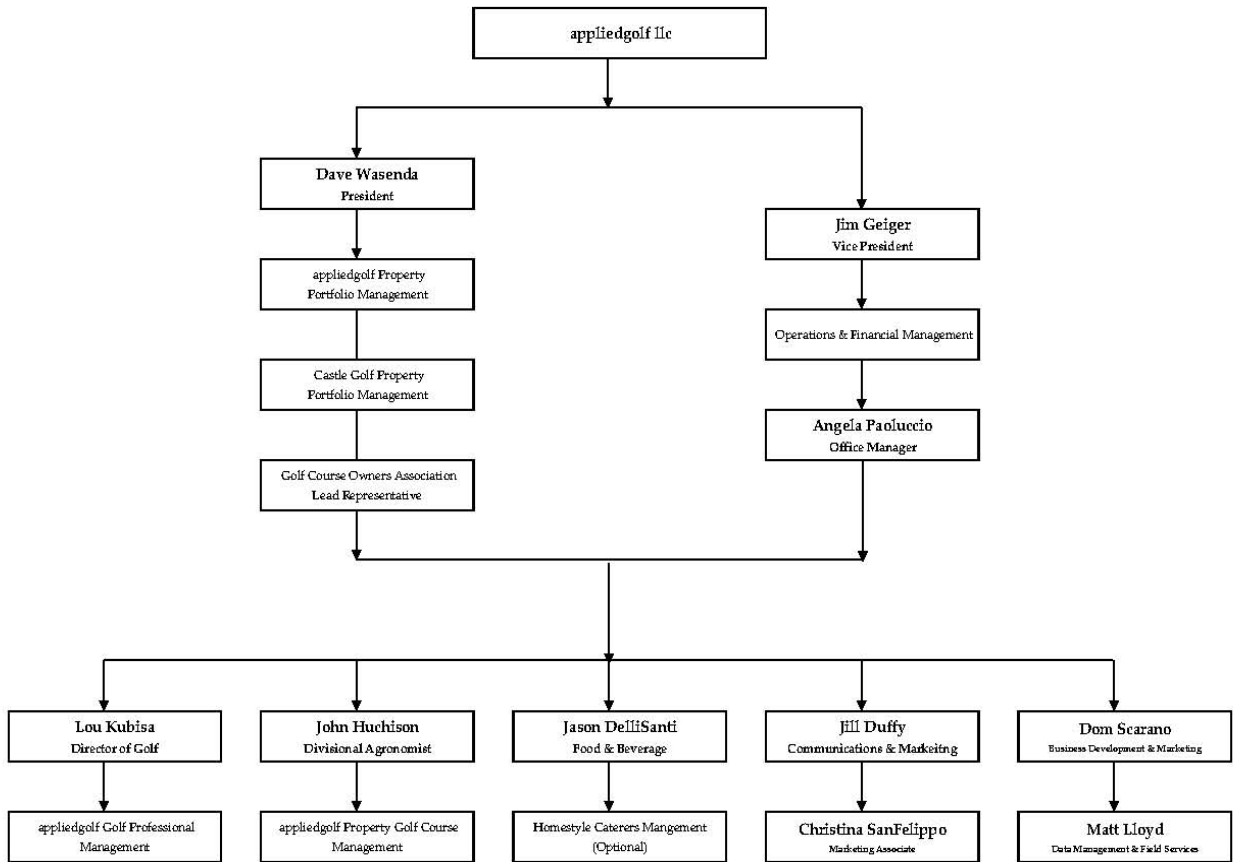 appliedgolf llc
Dave Wasenda
President
Jim Geiger
Vice President
appliedgolf Property
Portfolio Management
Operations & Financial Management
Castle Golf Property
Portfolio Management
Angela Paoluccio
Office Manager
Golf Course Owners Association
Lead Representative
Lou Kubisa
Director of Golf
John Huchison
Divisional Agronomist
Jason DelliSanti
Food & Beverage
Jill Duffy
Communications & Markeitng
Dom Scarano
Business Development & Marketing
appliedgolf Golf Professional
Management
appliedgolf Property Golf Course
Management
Homestyle Caterers Mangement
(Optional)
Christina SanFelippo
Marketing Associate
Matt Lloyd
Data Management & Field Services